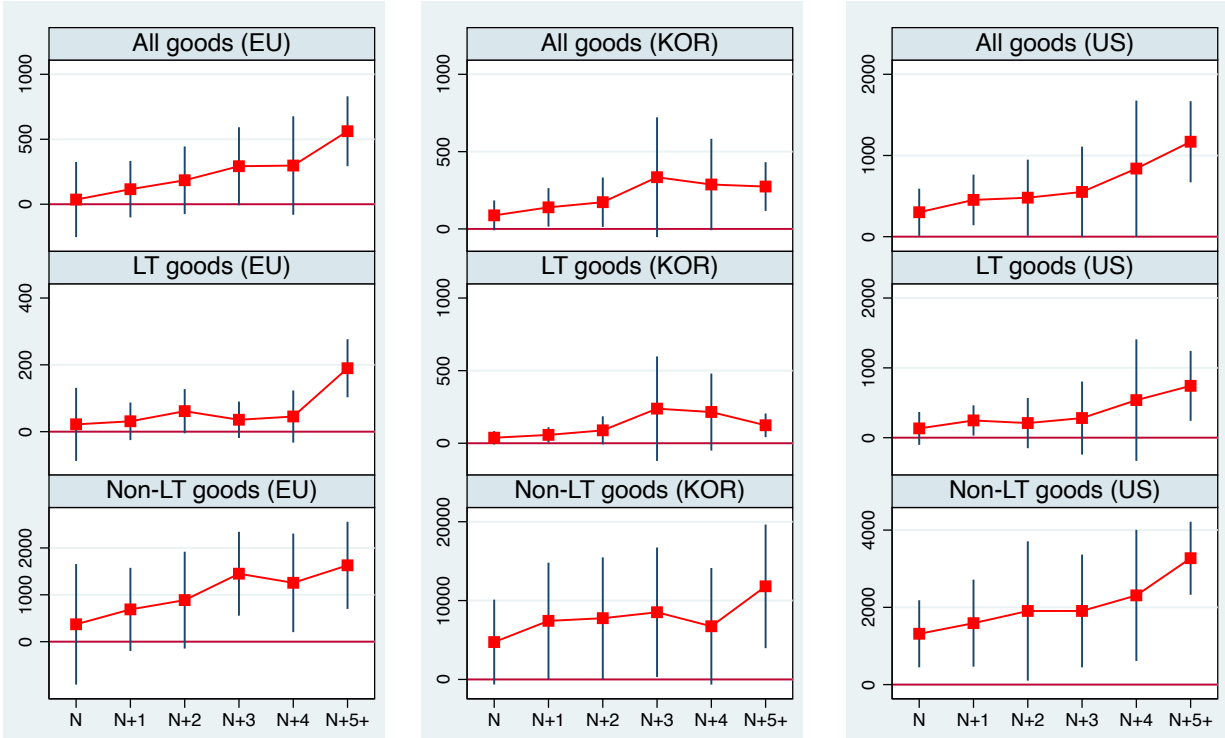 All goods (EU)
1000
500
0
LT goods (EU)
400
200
0
Non-LT goods (EU)
2000
1000
0
N N+1 N+2 N+3 N+4 N+5+
All goods (KOR)
1000
500
0
LT goods (KOR)
1000
500
0
Non-LT goods (KOR)
20000
10000
0
N N+1 N+2 N+3 N+4 N+5+
All goods (US)
2000
1000
0
LT goods (US)
2000
1000
0
Non-LT goods (US)
4000
2000
0
N N+1 N+2 N+3 N+4 N+5+